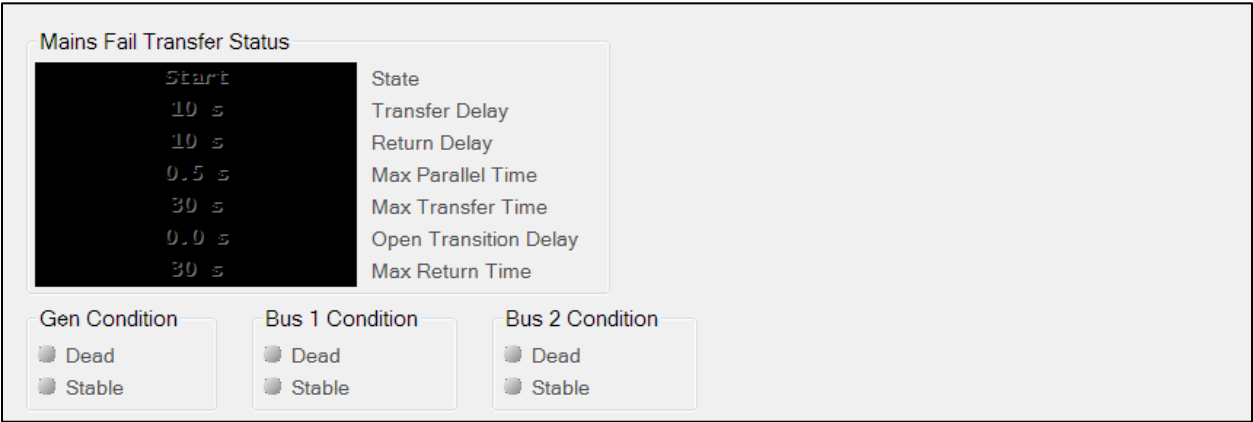 Mains Fail Transfer Status
Start State
10 s Transfer Delay
10 s Return Delay
0.5 s Max Parallel Time
30 s Max Transfer Time
0.0 s Open Transition Delay
30 s Max Return Time
Gen Condition Bus 1 Condition Bus 2 Condition
Dead Dead Dead
Stable Stable Stable